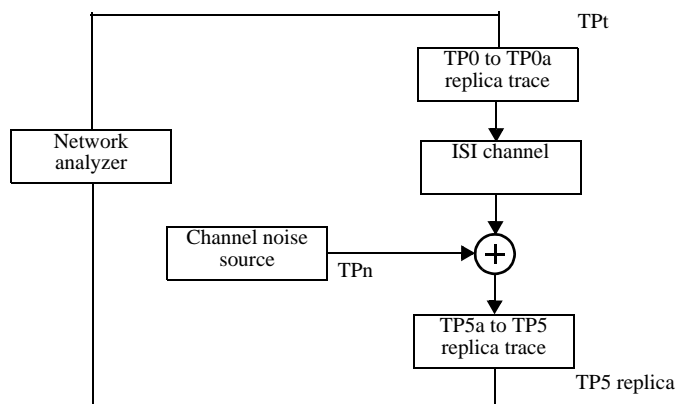 TPt
TP0 to TP0a
replica trace
Network
analyzer
ISI channel
Channel noise
source
TPn
+
TP5a to TP5
replica trace
TP5 replica